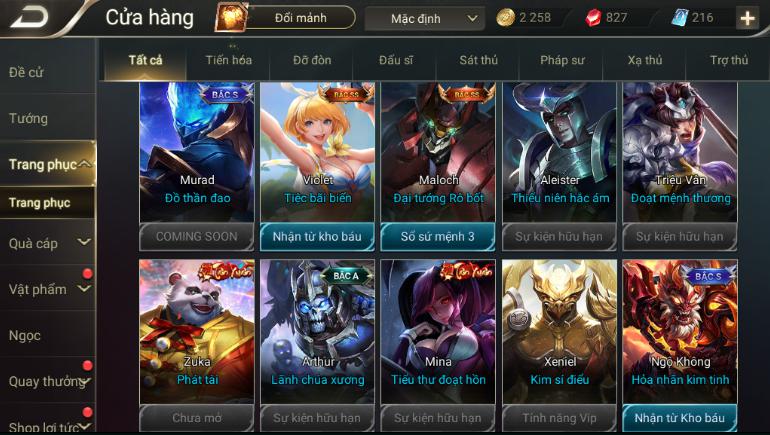 Cửa hàng
Đổi mảnh
Mặc định
2 258
827
216
+
Đề cử
Tướng
Trang phục
Trang phục
Quà cáp
Vật phẩm
Ngọc
Quay thưởng
Shop lợi tức
Tất cả
Tiến hóa
Đỡ đòn
Đấu sĩ
Sát thủ
Pháp sư
Xạ thủ
Trợ thủ
BẬC S
Murad
Đồ thần đao
COMING SOON
BẬC SS
Violet
Tiệc bãi biển
Nhận từ kho báu
BẬC SS
Maloch
Đại tướng Rô bốt
Sổ sứ mệnh 3
Aleister
Thiếu niên hắc ám
Sự kiện hữu hạn
Triệu Vân
Đoạt mệnh thương
Sự kiện hữu hạn
Tân Xuân
Zuka
Phát tài
Chưa mở
BẬC A
Arthur
Lãnh chúa xương
Sự kiện hữu hạn
Tân Xuân
Mina
Tiểu thư đoạt hồn
Sự kiện hữu hạn
Xeniel
Kim sí điểu
Tính năng Vip
BẬC S
Ngộ Không
Hỏa nhãn kim tinh
Nhận từ Kho báu